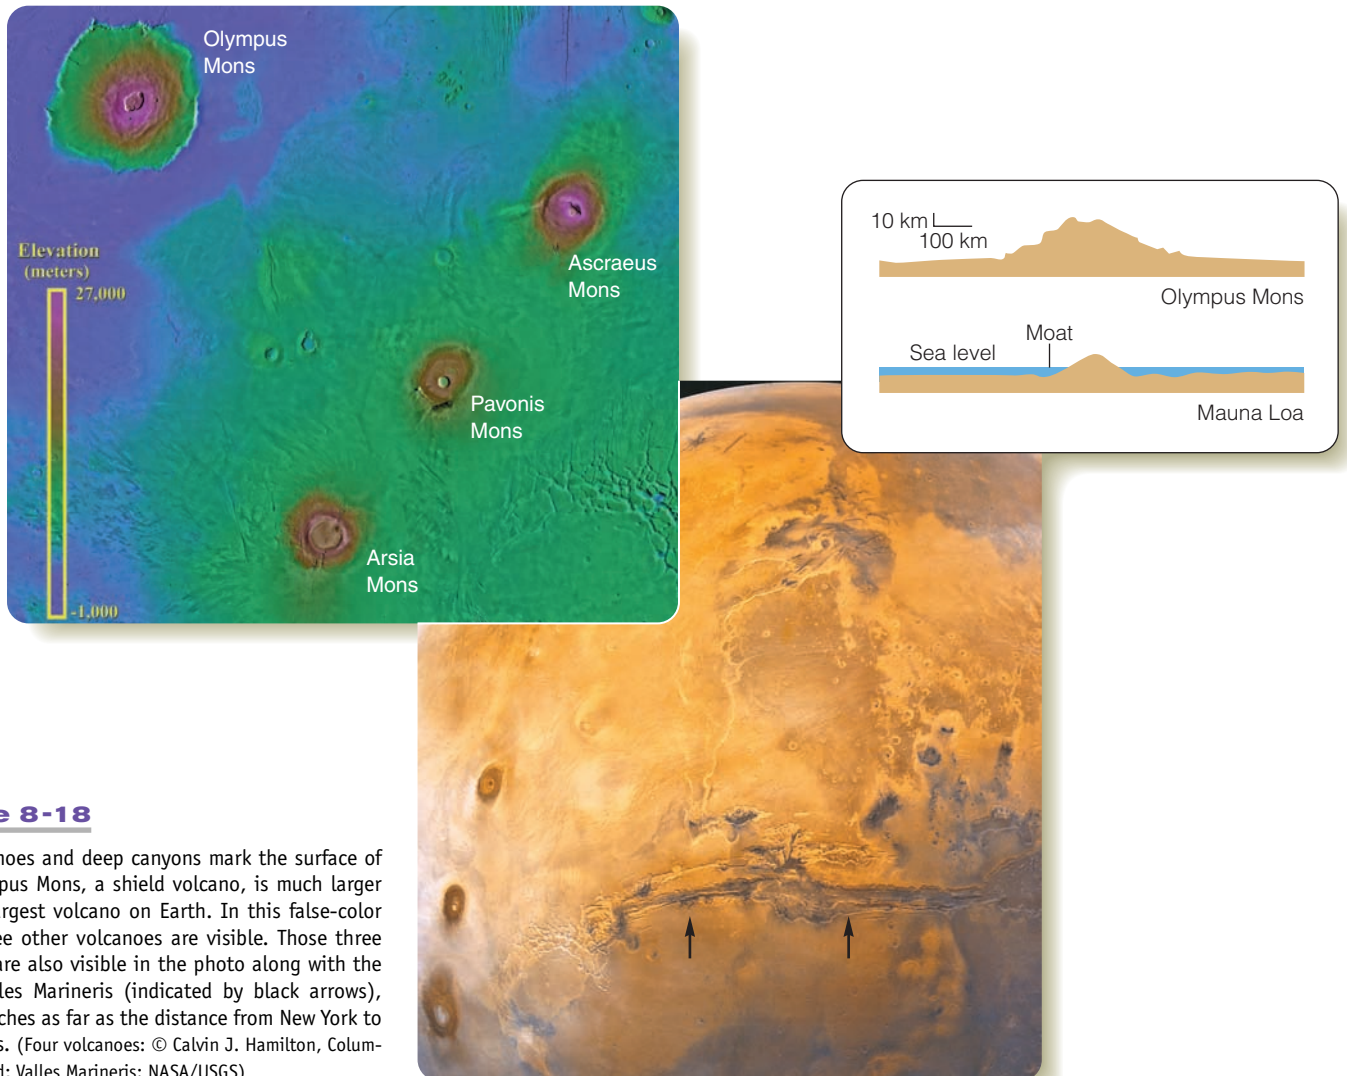 Olympus
Mons
Elevation
(meters)
27,000
-1,000
Ascraeus
Mons
Pavonis
Mons
Arsia
Mons
10 km
100 km
Olympus Mons
Moat
Sea level
Mauna Loa
e 8-18
noes and deep canyons mark the surface of
pus Mons, a shield volcano, is much larger
argest volcano on Earth. In this false-color
ee other volcanoes are visible. Those three
are also visible in the photo along with the
les Marineris (indicated by black arrows),
ches as far as the distance from New York to
s. (Four volcanoes: © Calvin J. Hamilton, Colum-
d; Valles Marineris: NASA/USGS)